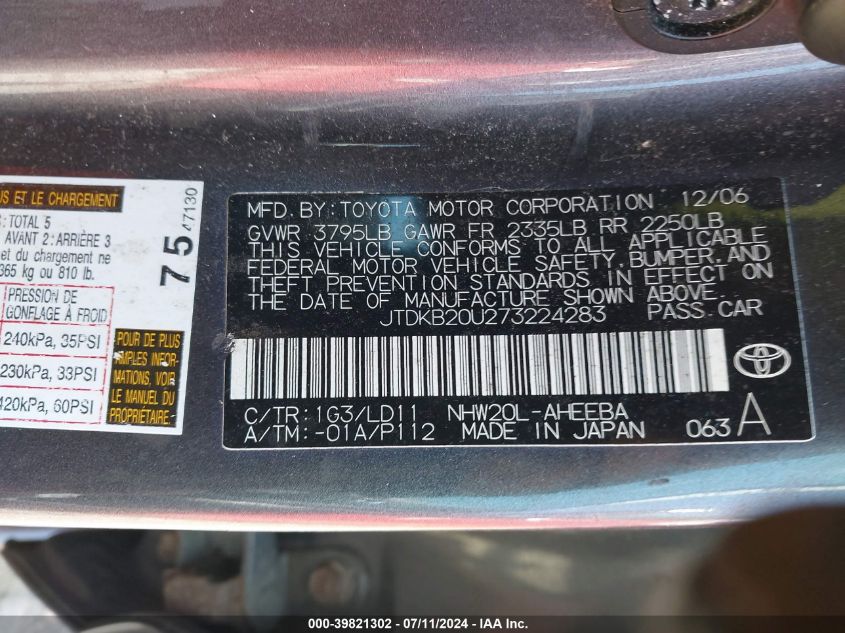 US ET LE CHARGEMENT
TOTAL 5
AVANT 2: ARRIÈRE 3
et du chargement ne
365 kg ou 810 lb.
PRESSION DE
GONFLAGE À FROID
240kPa, 35PSI
230kPa, 33PSI
420kPa, 60PSI
POUR DE PLUS
AMPLES INFOR-
MATIONS, VOIR
LE MANUEL DU
PROPRIÉTAIRE
75
47130
MFD. BY: TOYOTA MOTOR CORPORATION 12/06
GVWR 3795LB GAWR FR 2335LB RR 2250LB
THIS VEHICLE CONFORMS TO ALL APPLICABLE
FEDERAL MOTOR VEHICLE SAFETY, BUMPER, AND
THEFT PREVENTION STANDARDS IN EFFECT ON
THE DATE OF MANUFACTURE SHOWN ABOVE.
JTDKB20U273224283 PASS. CAR
C/TR: 1G3/LD11 NHW20L-AHEEBA
A/TM: -01A/P112 MADE IN JAPAN 063 A
000-39821302 - 07/11/2024 - IAA Inc.